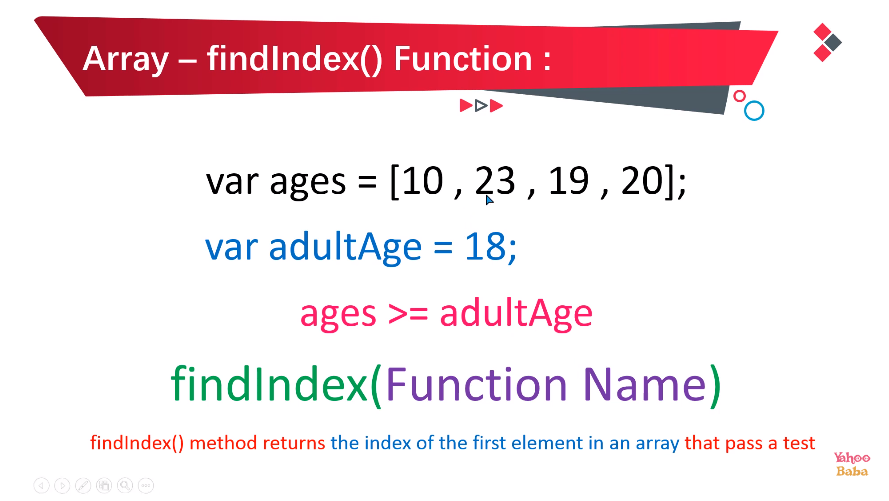 Array – findIndex() Function :
var ages = [10 , 23 , 19 , 20];
var adultAge = 18;
ages >= adultAge
findIndex(Function Name)
findIndex() method returns the index of the first element in an array that pass a test
Yahoo
Baba